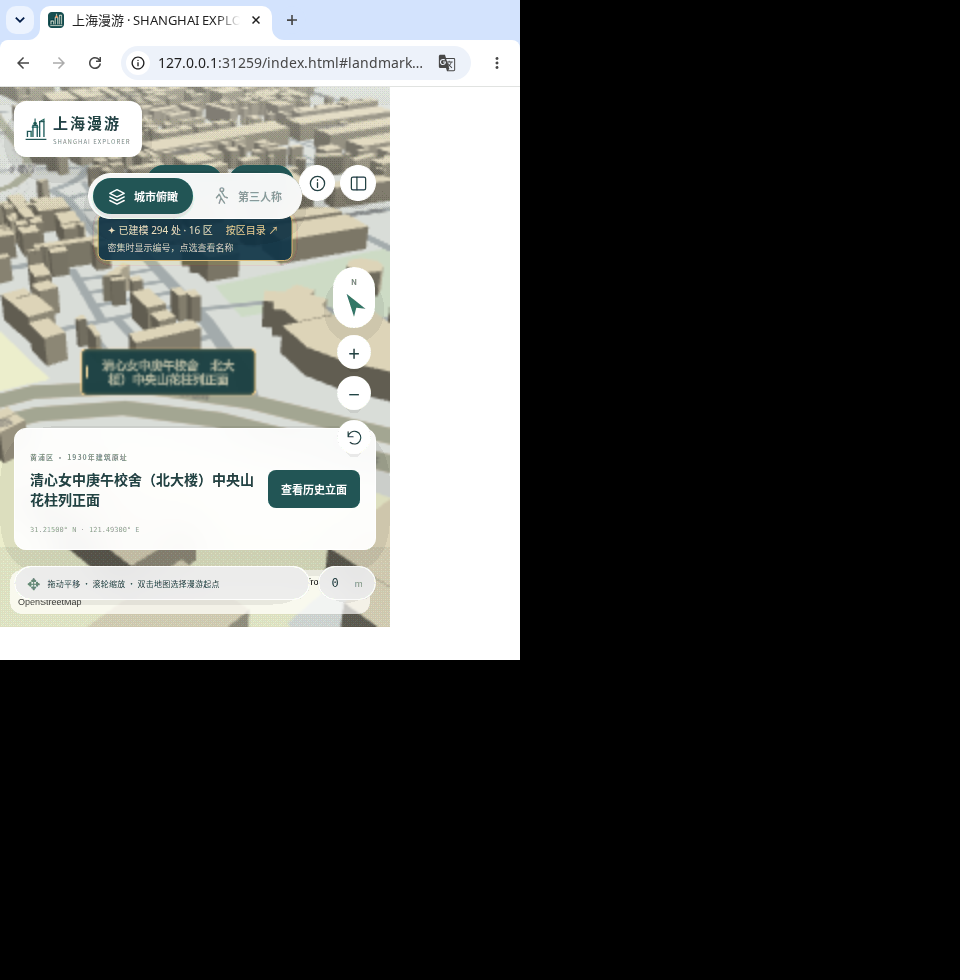 上海漫游 · SHANGHAI EXPLO
127.0.0.1:31259/index.html#landmark...
上海漫游
SHANGHAI EXPLORER
城市俯瞰
第三人称
✦ 已建模 294 处 · 16 区 按区目录 ↗
密集时显示编号，点选查看名称
N
清心女中庚午校舍（北大
楼）中央山花柱列正面
黄浦区 · 1930年建筑原址
清心女中庚午校舍（北大楼）中央山
花柱列正面
查看历史立面
31.21500° N · 121.49300° E
拖动平移 · 滚轮缩放 · 双击地图选择漫游起点
0 m
OpenStreetMap